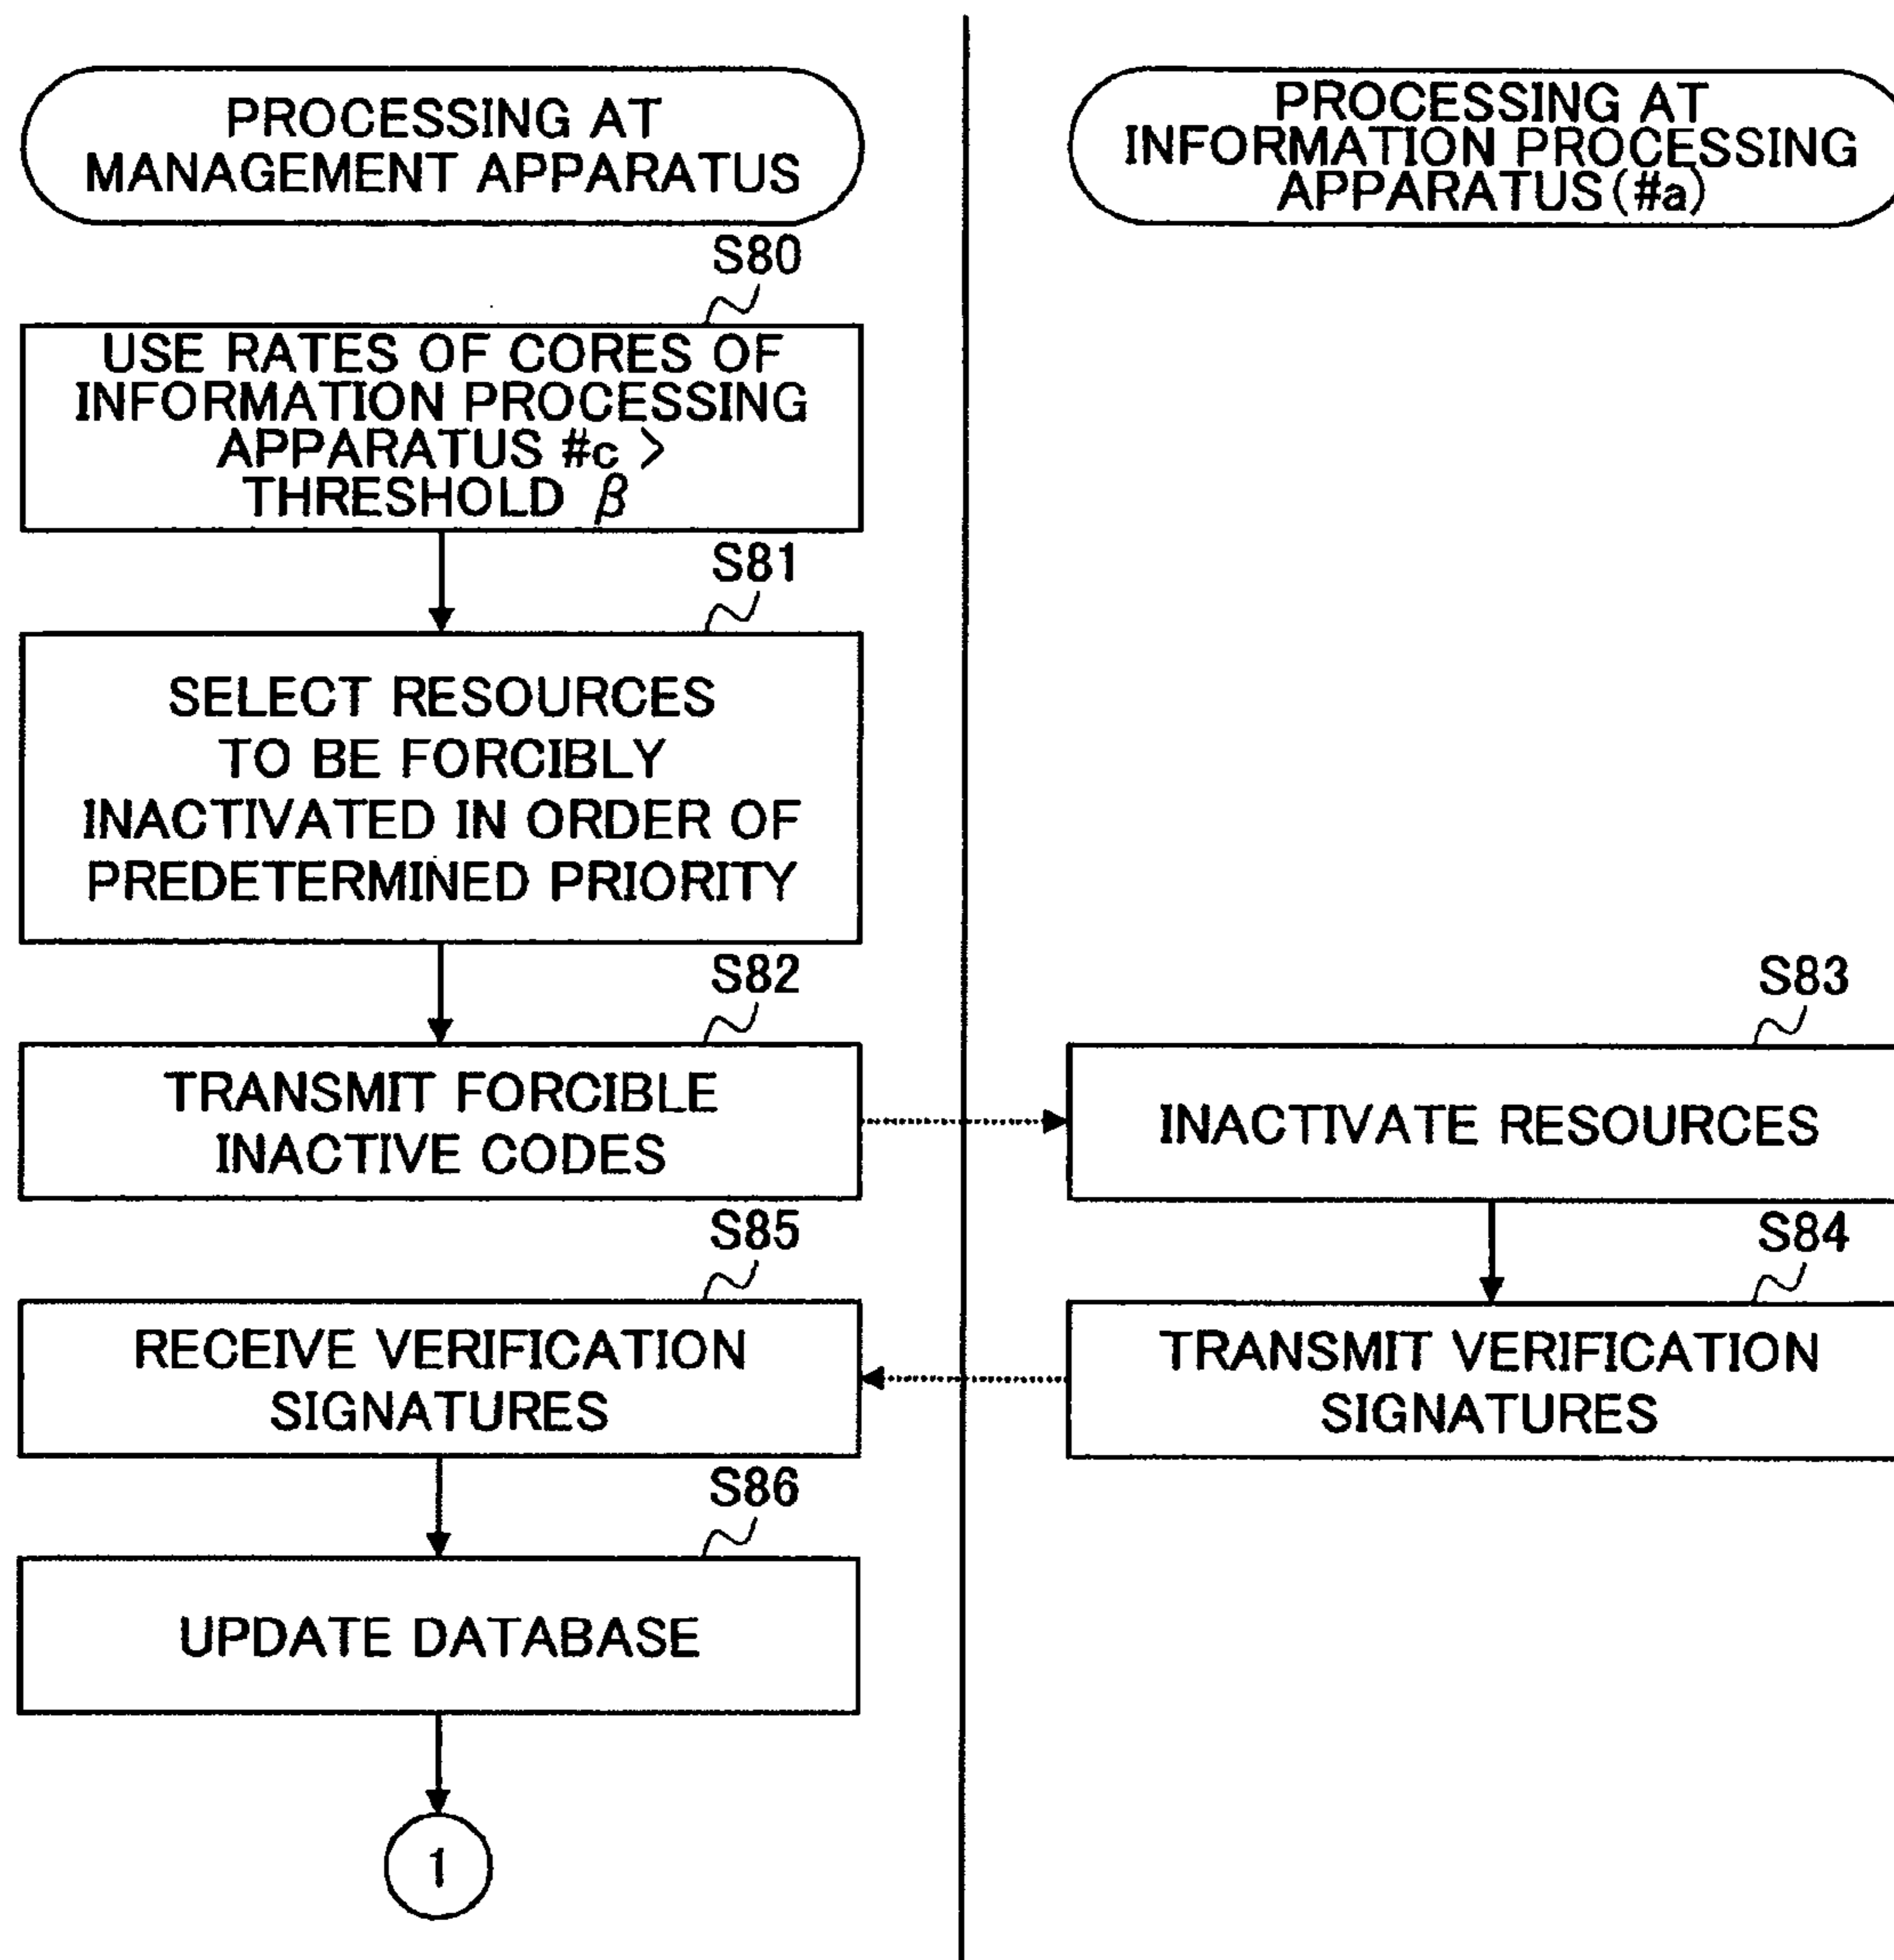 PROCESSING AT
MANAGEMENT APPARATUS
PROCESSING AT
INFORMATION PROCESSING
APPARATUS(#a)
S80
USE RATES OF CORES OF
INFORMATION PROCESSING
APPARATUS #c >
THRESHOLD β
S81
SELECT RESOURCES
TO BE FORCIBLY
INACTIVATED IN ORDER OF
PREDETERMINED PRIORITY
S82
TRANSMIT FORCIBLE
INACTIVE CODES
S83
INACTIVATE RESOURCES
S84
TRANSMIT VERIFICATION
SIGNATURES
S85
RECEIVE VERIFICATION
SIGNATURES
S86
UPDATE DATABASE
1